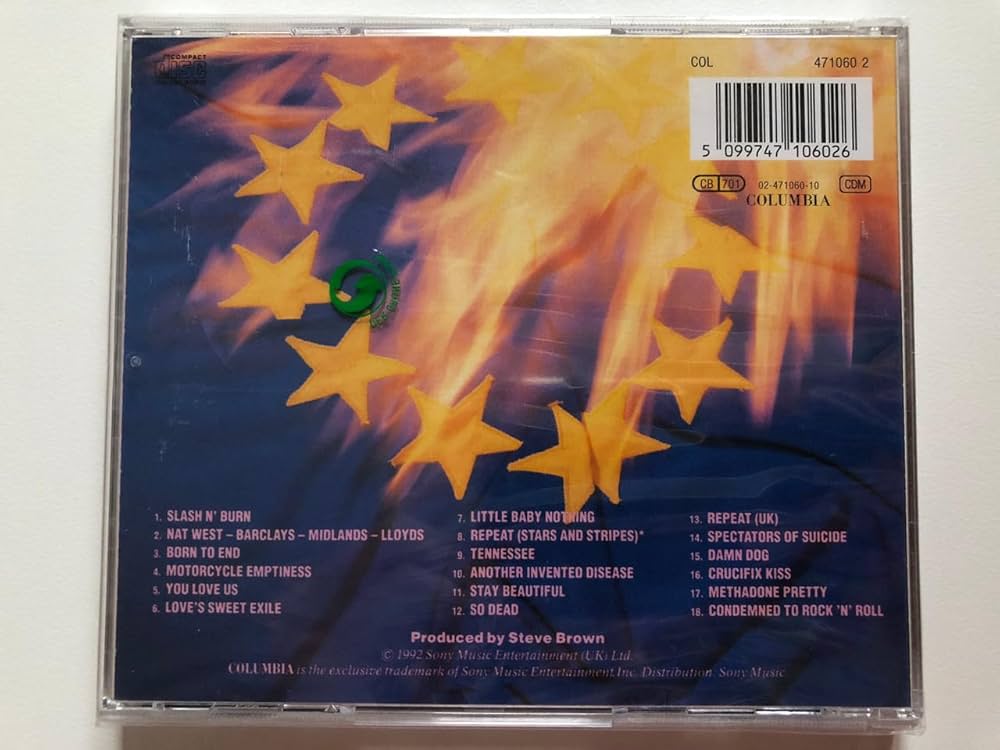 COMPACT
disc
COL 471060 2
5 099747 106026
CB 701 02-471060-10 CDM
COLUMBIA
1. SLASH N' BURN
2. NAT WEST – BARCLAYS – MIDLANDS – LLOYDS
3. BORN TO END
4. MOTORCYCLE EMPTINESS
5. YOU LOVE US
6. LOVE'S SWEET EXILE
7. LITTLE BABY NOTHING
8. REPEAT (STARS AND STRIPES)*
9. TENNESSEE
10. ANOTHER INVENTED DISEASE
11. STAY BEAUTIFUL
12. SO DEAD
13. REPEAT (UK)
14. SPECTATORS OF SUICIDE
15. DAMN DOG
16. CRUCIFIX KISS
17. METHADONE PRETTY
18. CONDEMNED TO ROCK 'N' ROLL
Produced by Steve Brown
© 1992 Sony Music Entertainment (UK) Ltd.
COLUMBIA is the exclusive trademark of Sony Music Entertainment Inc. Distribution. Sony Music